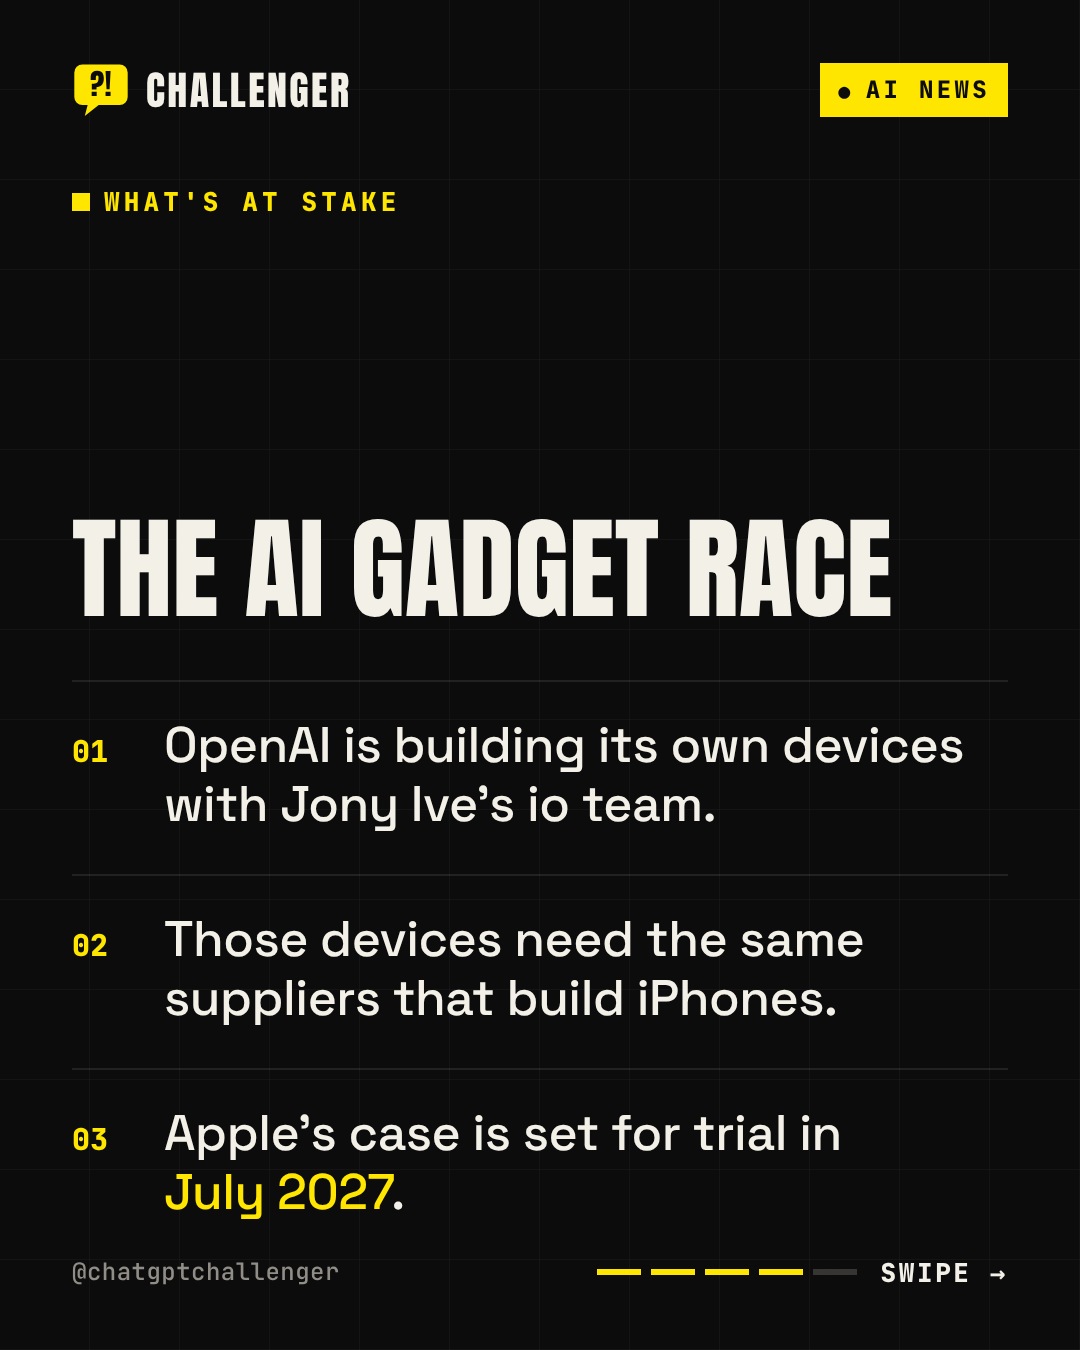 ?!
CHALLENGER
● AI NEWS
WHAT'S AT STAKE
THE AI GADGET RACE
01
OpenAI is building its own devices
with Jony Ive’s io team.
02
Those devices need the same
suppliers that build iPhones.
03
Apple’s case is set for trial in
July 2027.
@chatgptchallenger
SWIPE →